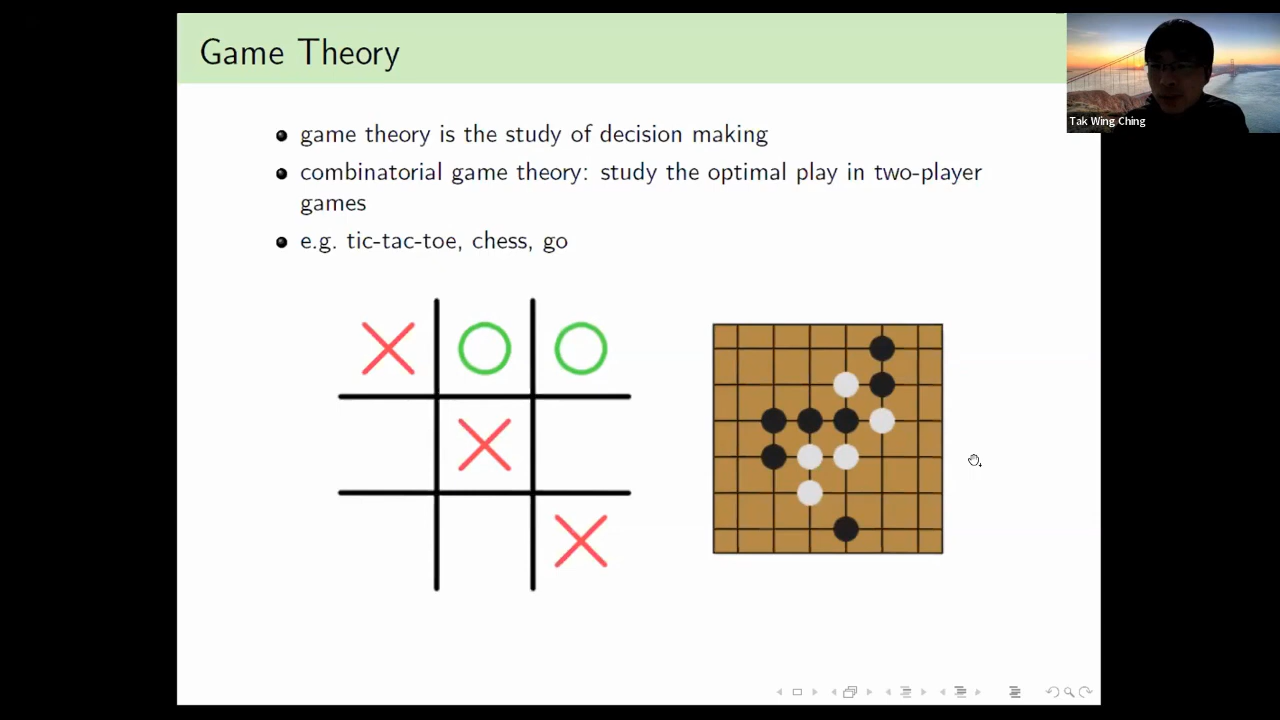 Game Theory
Tak Wing Ching
game theory is the study of decision making
combinatorial game theory: study the optimal play in two-player
games
e.g. tic-tac-toe, chess, go